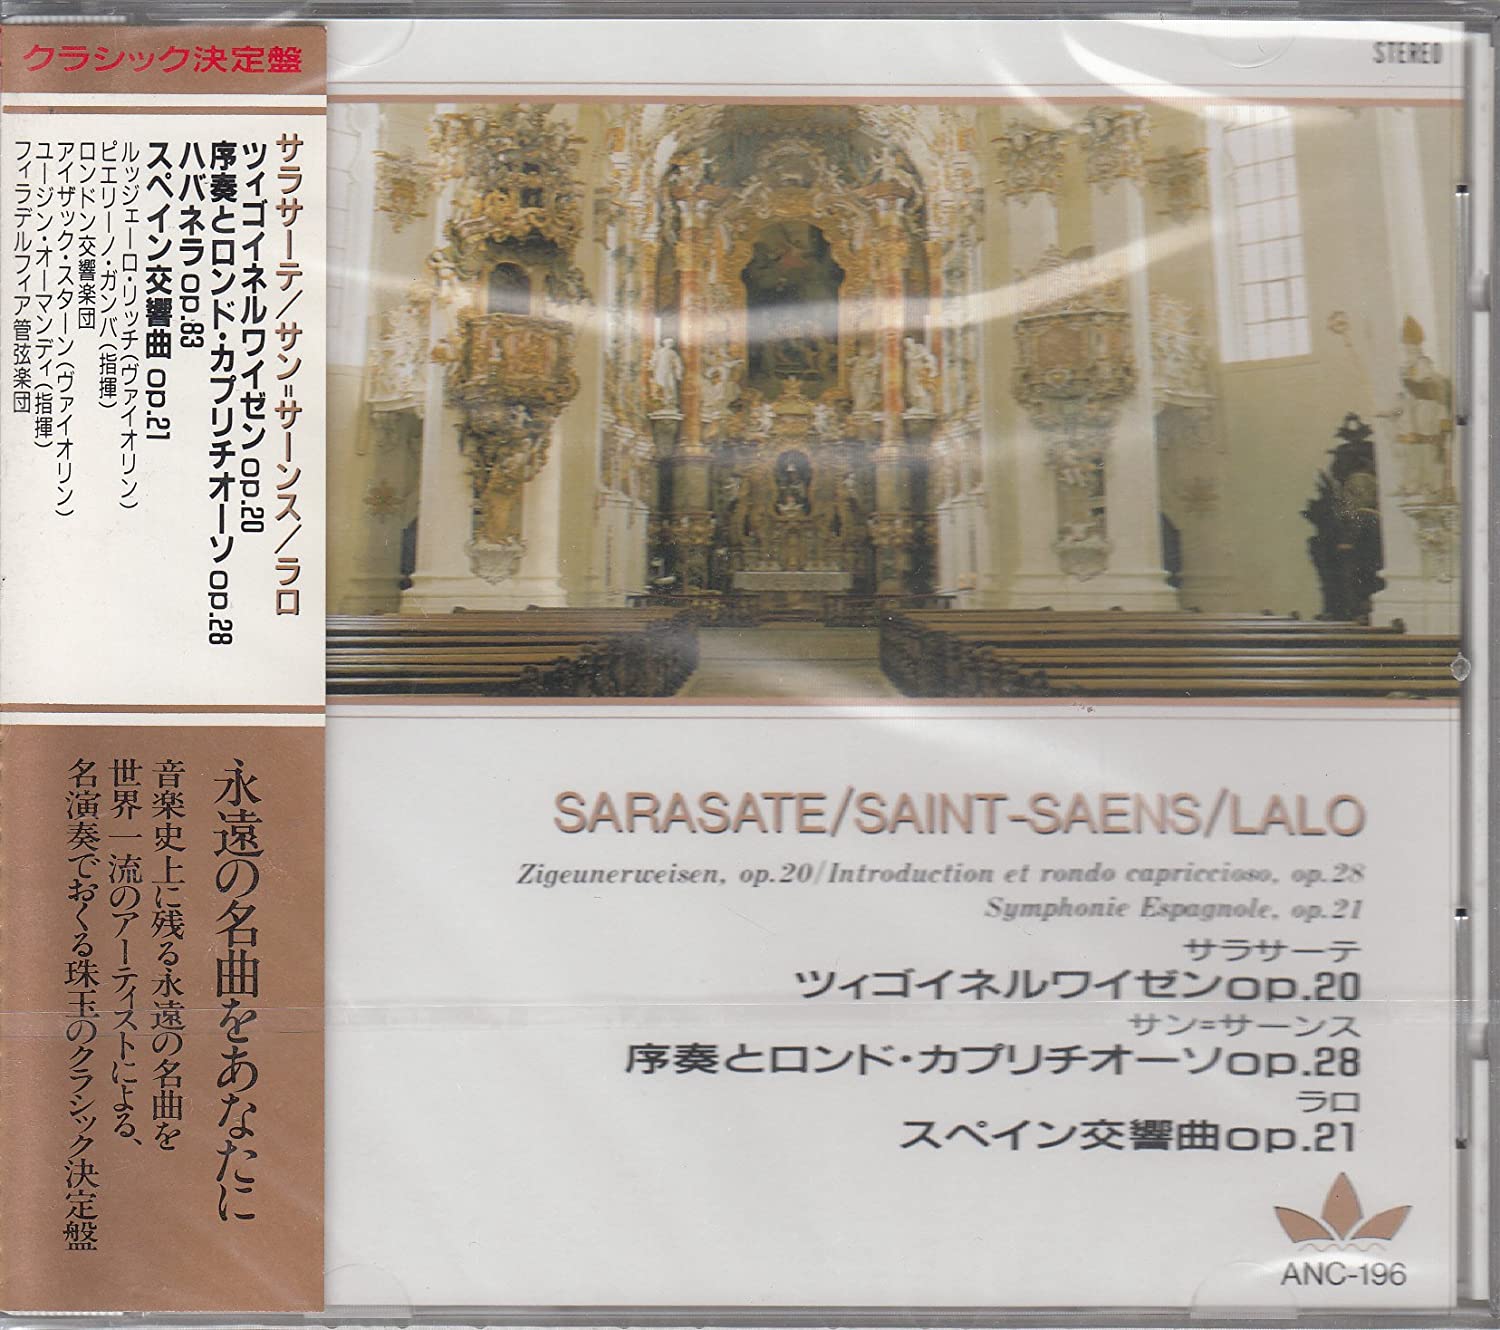 クラシック決定盤
サラサーテ/サン=サーンス/ラロ
ツィゴイネルワイゼン op.20
序奏とロンド・カプリチオーソ op.28
ハバネラ op.83
スペイン交響曲 op.21
ルッジェーロ・リッチ(ヴァイオリン)
ピエリーノ・ガンバ(指揮)
ロンドン交響楽団
アイザック・スターン(ヴァイオリン)
ユージン・オーマンディ(指揮)
フィラデルフィア管弦楽団
永遠の名曲をあなたに
音楽史上に残る永遠の名曲を
世界一流のアーティストによる、
名演奏でおくる珠玉のクラシック決定盤
STEREO
SARASATE/SAINT-SAENS/LALO
Zigeunerweisen, op.20/Introduction et rondo capriccioso, op.28
Symphonie Espagnole, op.21
サラサーテ
ツィゴイネルワイゼンop.20
サン=サーンス
序奏とロンド・カプリチオーソop.28
ラロ
スペイン交響曲op.21
ANC-196